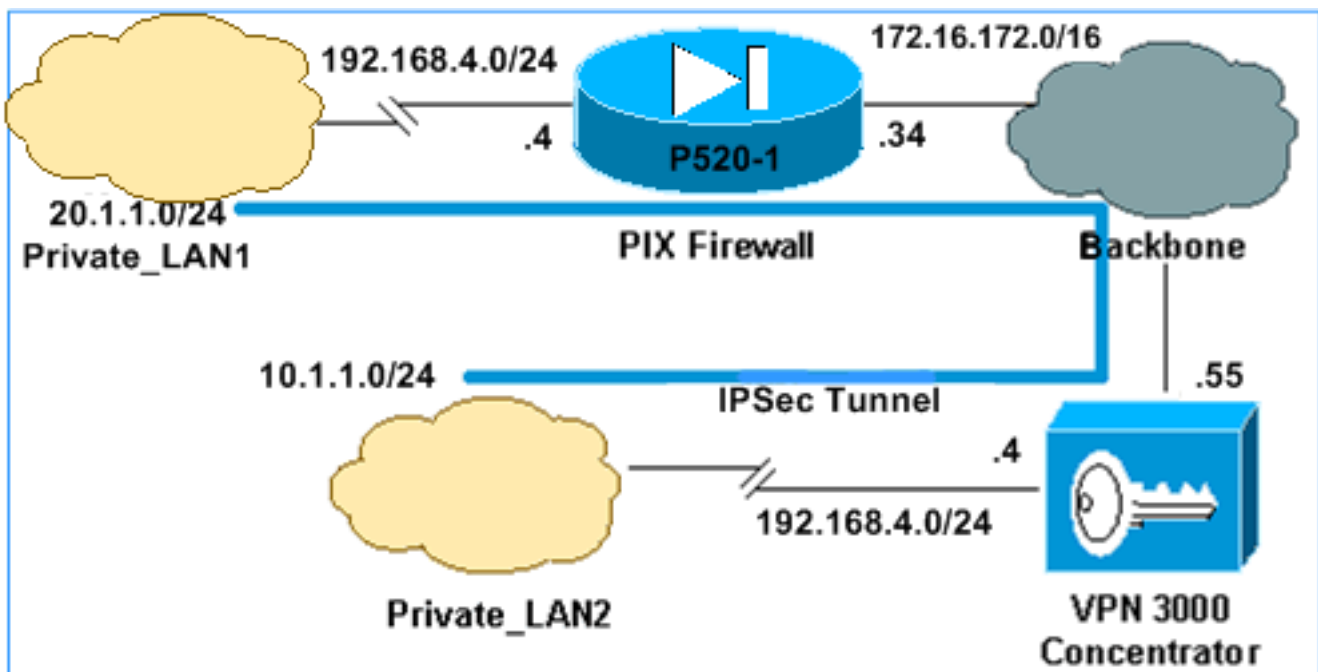 192.168.4.0/24
172.16.172.0/16
.4
.34
P520-1
20.1.1.0/24
Private_LAN1
PIX Firewall
Backbone
10.1.1.0/24
IPSec Tunnel
.55
.4
192.168.4.0/24
Private_LAN2
VPN 3000
Concentrator